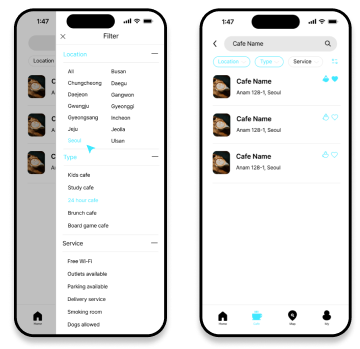 1:47
Filter
Location
Location
All
Busan
Chungcheong
Daegu
Daejeon
Gangwon
Gwangju
Gyeonggi
Gyeongsang
Incheon
Jeju
Jeolla
Seoul
Ulsan
Type
Kids cafe
Study cafe
24 hour cafe
Brunch cafe
Board game cafe
Service
Free Wi-Fi
Outlets available
Parking available
Delivery service
Smoking room
Dogs allowed
Home
1:47
Cafe Name
Location
Type
Service
Cafe Name
Anam 128-1, Seoul
Cafe Name
Anam 128-1, Seoul
Cafe Name
Anam 128-1, Seoul
Home
Cafe
Map
My